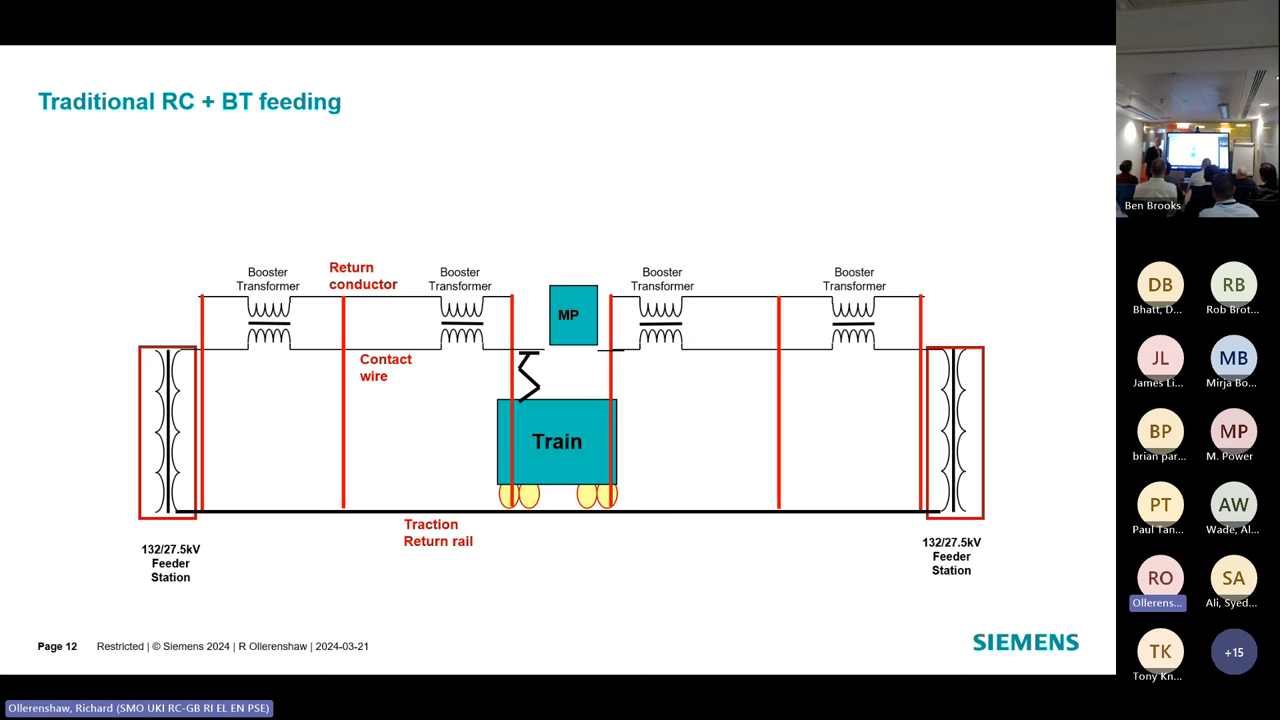 Traditional RC + BT feeding
Booster
Transformer
Return
conductor
Booster
Transformer
MP
Booster
Transformer
Booster
Transformer
Contact
wire
Train
Traction
Return rail
132/27.5kV
Feeder
Station
132/27.5kV
Feeder
Station
Page 12
Restricted | © Siemens 2024 | R Ollerenshaw | 2024-03-21
SIEMENS
Ollerenshaw, Richard (SMO UKI RC-GB RI EL EN PSE)
Ben Brooks
DB
Bhatt, D...
RB
Rob Brot...
JL
James Li...
MB
Mirja Bo...
BP
brian par...
MP
M. Power
PT
Paul Tan...
AW
Wade, Al...
RO
Ollerens...
SA
Ali, Syed...
TK
Tony Kn...
+15